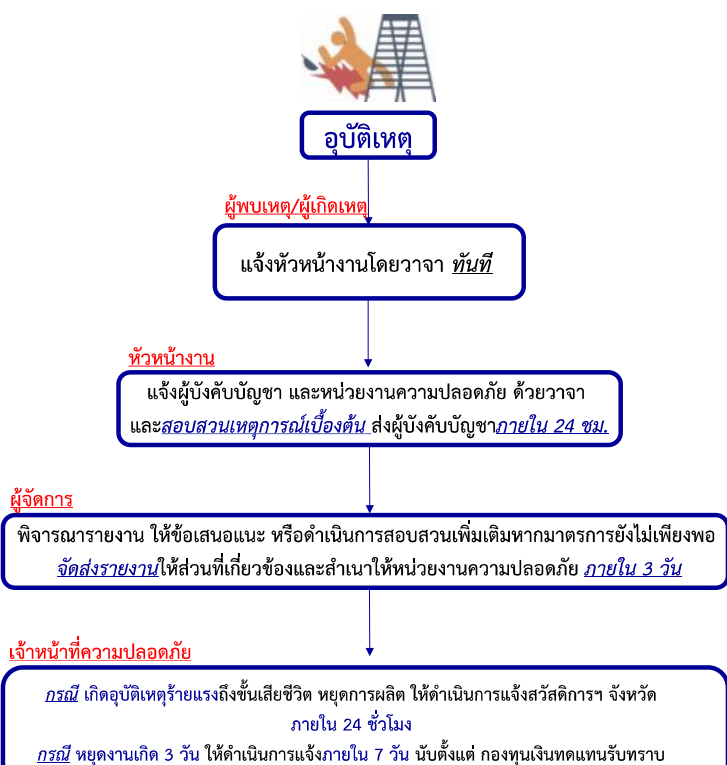 อุบัติเหตุ
ผู้พบเหตุ/ผู้เกิดเหตุ
แจ้งหัวหน้างานโดยวาจา ทันที
หัวหน้างาน
แจ้งผู้บังคับบัญชา และหน่วยงานความปลอดภัย ด้วยวาจา
และสอบสวนเหตุการณ์เบื้องต้น ส่งผู้บังคับบัญชาภายใน 24 ชม.
ผู้จัดการ
พิจารณารายงาน ให้ข้อเสนอแนะ หรือดำเนินการสอบสวนเพิ่มเติมหากมาตรการยังไม่เพียงพอ
จัดส่งรายงานให้ส่วนที่เกี่ยวข้องและสำเนาให้หน่วยงานความปลอดภัย ภายใน 3 วัน
เจ้าหน้าที่ความปลอดภัย
กรณี เกิดอุบัติเหตุร้ายแรงถึงขั้นเสียชีวิต หยุดการผลิต ให้ดำเนินการแจ้งสวัสดิการฯ จังหวัด
ภายใน 24 ชั่วโมง
กรณี หยุดงานเกิด 3 วัน ให้ดำเนินการแจ้งภายใน 7 วัน นับตั้งแต่ กองทุนเงินทดแทนรับทราบ